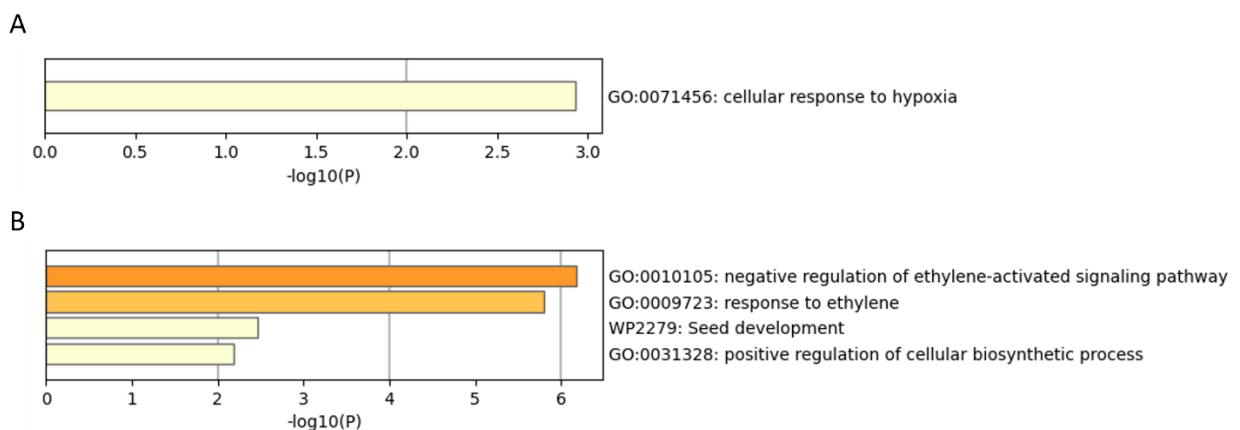 A
GO:0071456: cellular response to hypoxia
0.0 0.5 1.0 1.5 2.0 2.5 3.0
-log10(P)
B
GO:0010105: negative regulation of ethylene-activated signaling pathway
GO:0009723: response to ethylene
WP2279: Seed development
GO:0031328: positive regulation of cellular biosynthetic process
0 1 2 3 4 5 6
-log10(P)